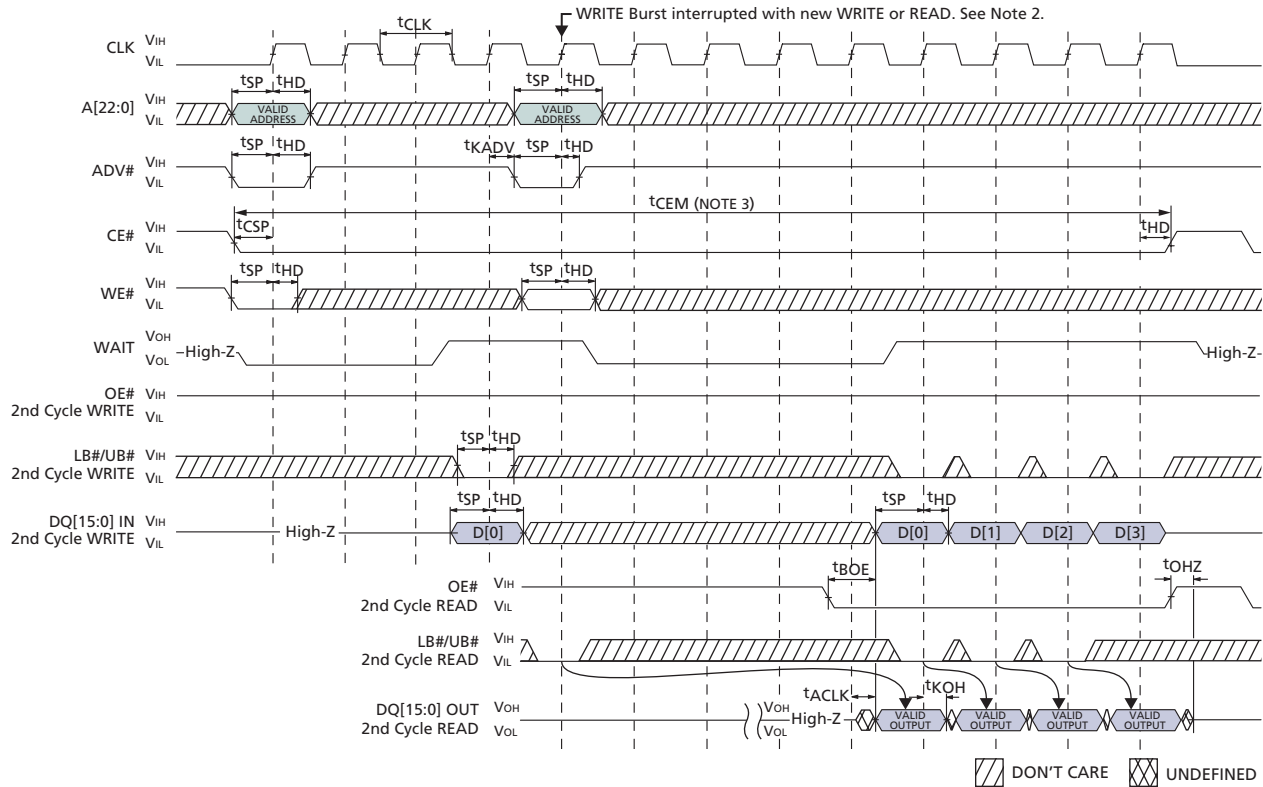 WRITE Burst interrupted with new WRITE or READ. See Note 2.
tCLK
CLK VIH
VIL
tSP tHD tSP tHD
A[22:0] VIH
VIL
VALID ADDRESS
VALID ADDRESS
tSP tHD tKADV tSP tHD
ADV# VIH
VIL
tCEM (NOTE 3)
tCSP tHD
CE# VIH
VIL
tSP tHD tSP tHD
WE# VIH
VIL
WAIT VOH
VOL
High-Z High-Z
OE# VIH
2nd Cycle WRITE VIL
tSP tHD
LB#/UB# VIH
2nd Cycle WRITE VIL
tSP tHD tSP tHD
DQ[15:0] IN VIH
2nd Cycle WRITE VIL
High-Z D[0] D[0] D[1] D[2] D[3]
tBOE tOHZ
OE# VIH
2nd Cycle READ VIL
LB#/UB# VIH
2nd Cycle READ VIL
tACLK tKOH
DQ[15:0] OUT VOH
2nd Cycle READ VOL
VOH
VOL
High-Z
VALID OUTPUT
VALID OUTPUT
VALID OUTPUT
VALID OUTPUT
DON'T CARE UNDEFINED